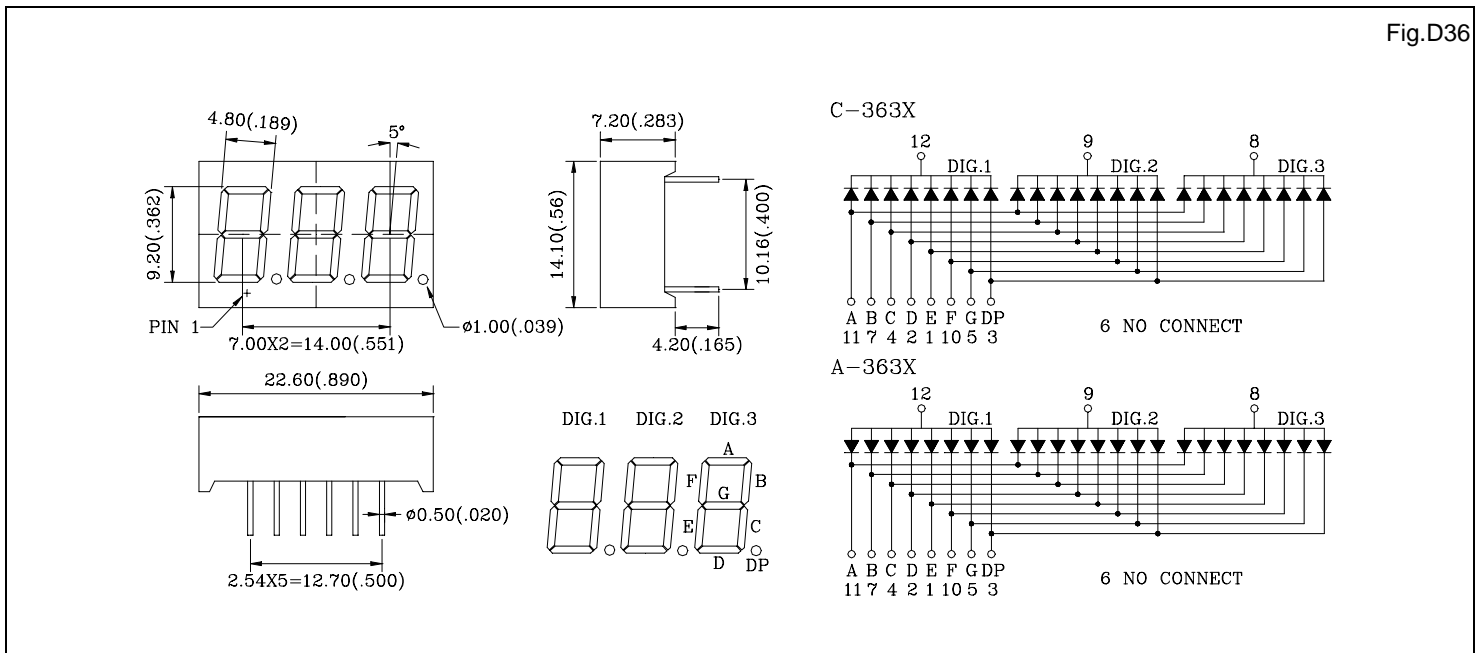 Fig.D36
4.80(.189)
5°
9.20(.362)
PIN 1
ø1.00(.039)
7.00X2=14.00(.551)
7.20(.283)
14.10(.56)
10.16(.400)
4.20(.165)
22.60(.890)
ø0.50(.020)
2.54X5=12.70(.500)
DIG.1 DIG.2 DIG.3
A
F B
G
E C
D DP
C-363X
12 9 8
DIG.1 DIG.2 DIG.3
A B C D E F G DP
11 7 4 2 1 10 5 3
6 NO CONNECT
A-363X
12 9 8
DIG.1 DIG.2 DIG.3
A B C D E F G DP
11 7 4 2 1 10 5 3
6 NO CONNECT